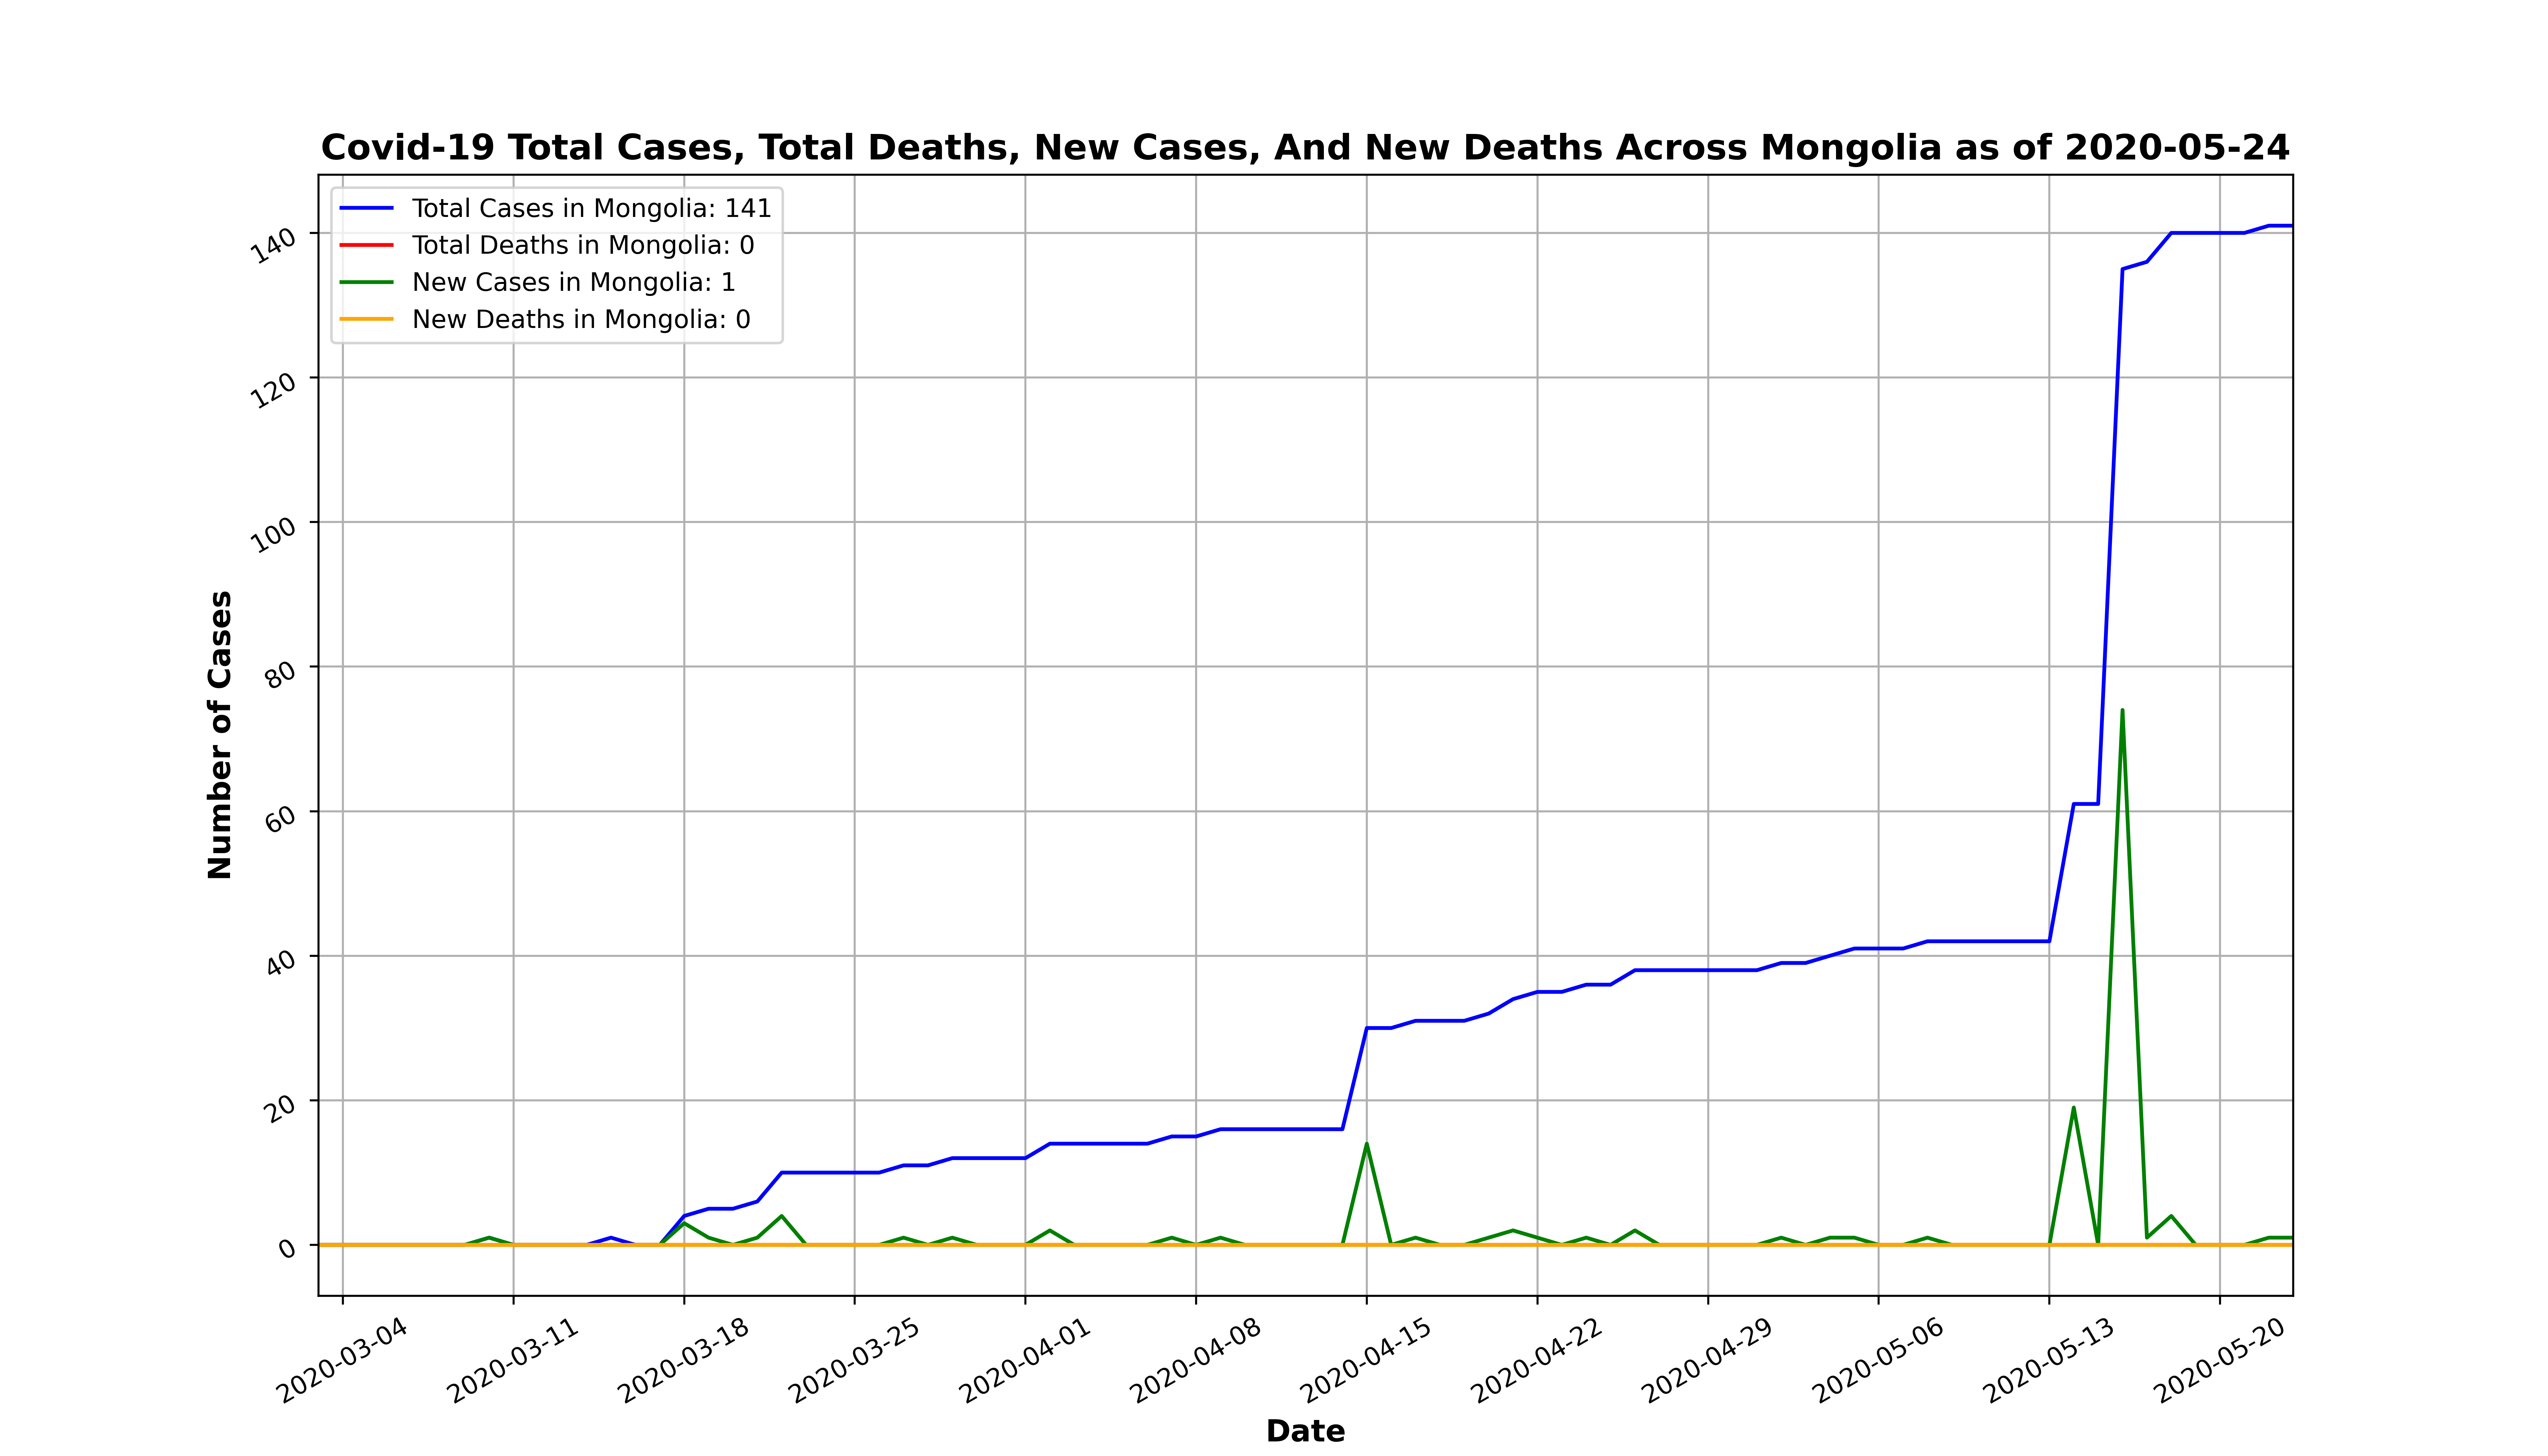 Covid-19 Total Cases, Total Deaths, New Cases, And New Deaths Across Mongolia as of 2020-05-24
Total Cases in Mongolia: 141
Total Deaths in Mongolia: 0
New Cases in Mongolia: 1
New Deaths in Mongolia: 0
140
120
100
80
60
40
20
0
Number of Cases
2020-03-04
2020-03-11
2020-03-18
2020-03-25
2020-04-01
2020-04-08
2020-04-15
2020-04-22
2020-04-29
2020-05-06
2020-05-13
2020-05-20
Date